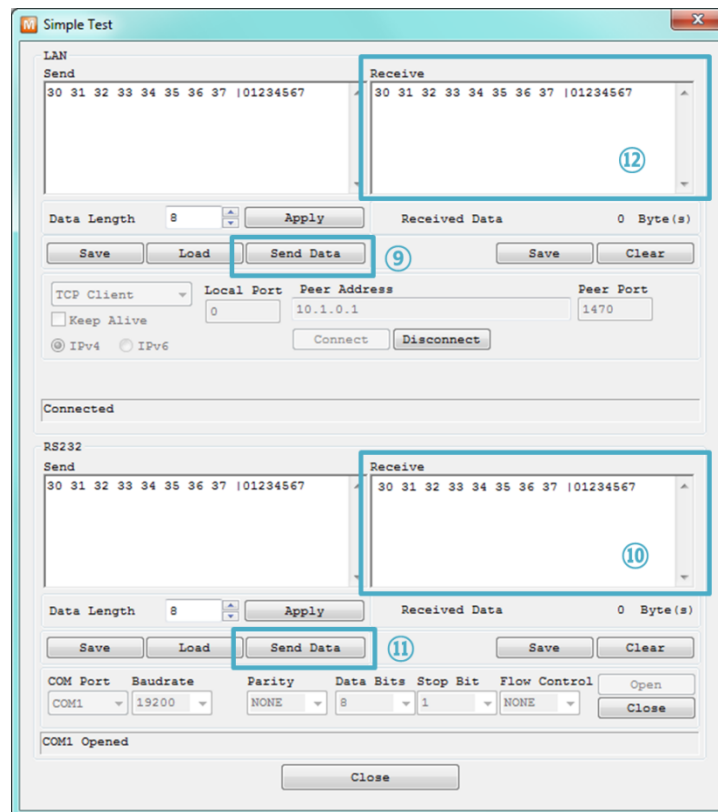 Simple Test
LAN
Send Receive
30 31 32 33 34 35 36 37 |01234567 30 31 32 33 34 35 36 37 |01234567
⑫
Data Length 8 Apply Received Data 0 Byte(s)
Save Load Send Data ⑨ Save Clear
TCP Client Local Port Peer Address Peer Port
0 10.1.0.1 1470
Keep Alive
IPv4 IPv6 Connect Disconnect
Connected
RS232
Send Receive
30 31 32 33 34 35 36 37 |01234567 30 31 32 33 34 35 36 37 |01234567
⑩
Data Length 8 Apply Received Data 0 Byte(s)
Save Load Send Data ⑪ Save Clear
COM Port Baudrate Parity Data Bits Stop Bit Flow Control Open
COM1 19200 NONE 8 1 NONE Close
COM1 Opened
Close